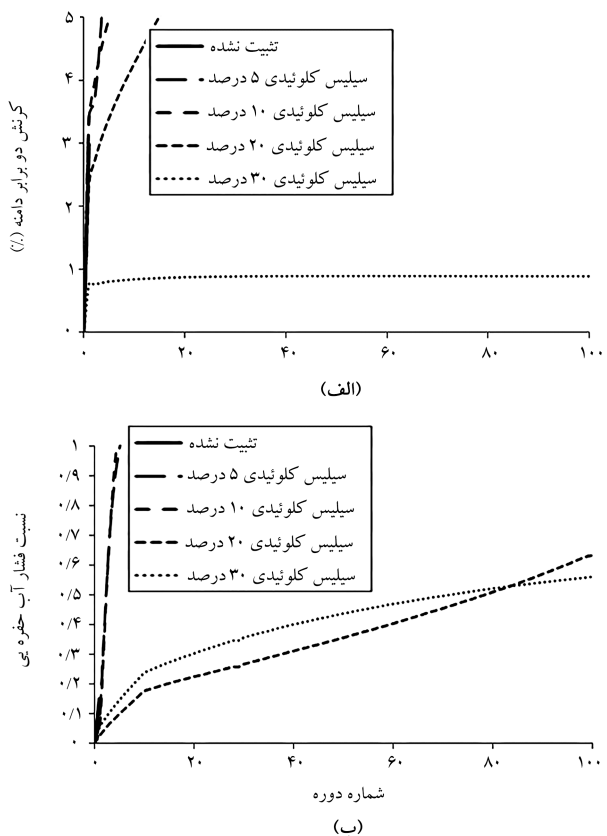 کرنش دو برابر دامنه (٪)
۵
۴
۳
۲
۱
۰
تثبیت نشده
سیلیس کلوئیدی ۵ درصد
سیلیس کلوئیدی ۱۰ درصد
سیلیس کلوئیدی ۲۰ درصد
سیلیس کلوئیدی ۳۰ درصد
۰ ۲۰ ۴۰ ۶۰ ۸۰ ۱۰۰
(الف)
نسبت فشار آب حفره یی
۱
۰/۹
۰/۸
۰/۷
۰/۶
۰/۵
۰/۴
۰/۳
۰/۲
۰/۱
۰
تثبیت نشده
سیلیس کلوئیدی ۵ درصد
سیلیس کلوئیدی ۱۰ درصد
سیلیس کلوئیدی ۲۰ درصد
سیلیس کلوئیدی ۳۰ درصد
۰ ۲۰ ۴۰ ۶۰ ۸۰ ۱۰۰
شماره دوره
(ب)